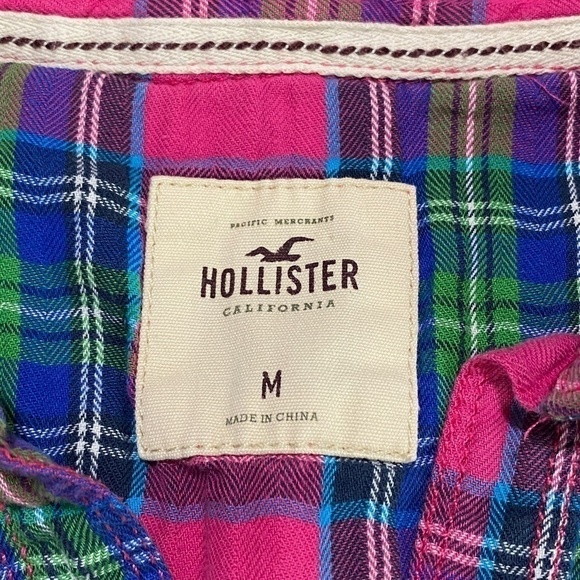 PACIFIC MERCHANTS
HOLLISTER
CALIFORNIA
M
MADE IN CHINA